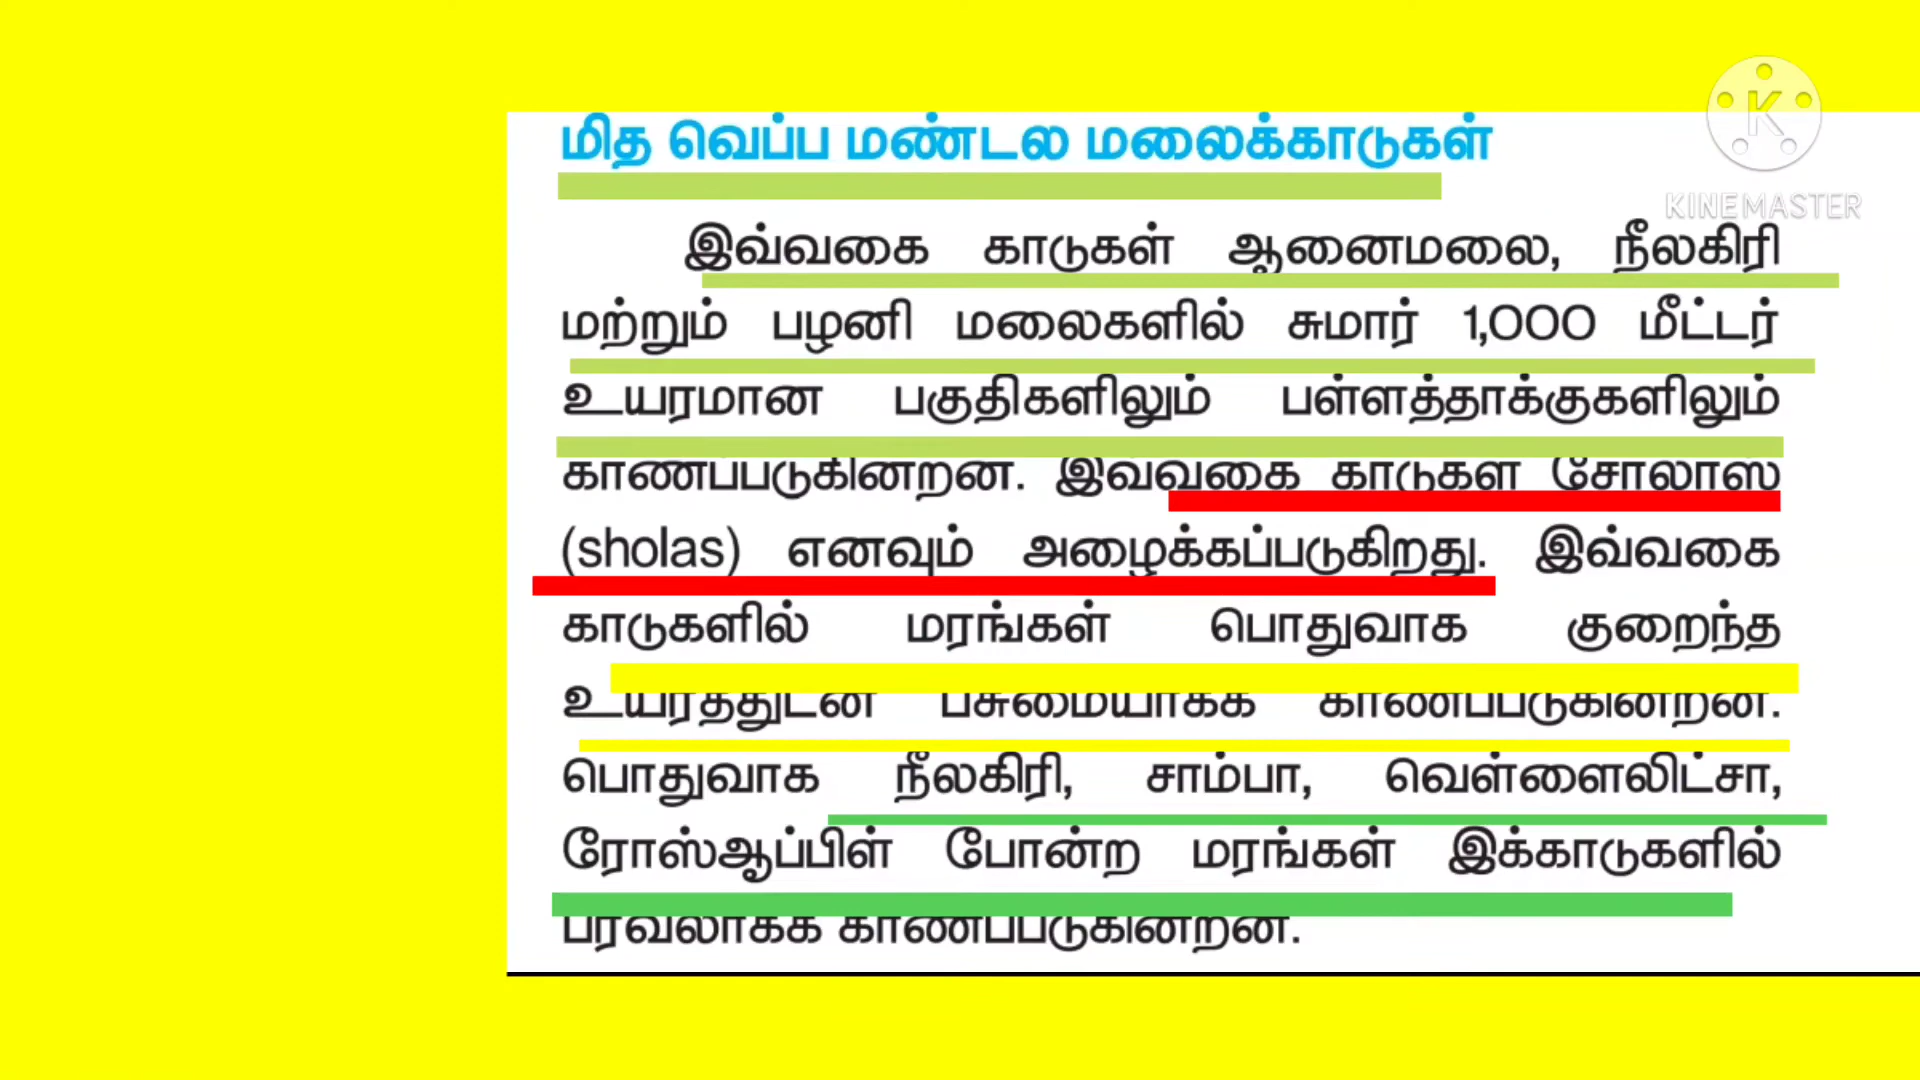 மித வெப்ப மண்டல மலைக்காடுகள்
K
KINEMASTER
இவ்வகை காடுகள் ஆனைமலை, நீலகிரி
மற்றும் பழனி மலைகளில் சுமார் 1,000 மீட்டர்
உயரமான பகுதிகளிலும் பள்ளத்தாக்குகளிலும்
காணப்படுகின்றன. இவ்வகை காடுகள் சோலாஸ்
(sholas) எனவும் அழைக்கப்படுகிறது. இவ்வகை
காடுகளில் மரங்கள் பொதுவாக குறைந்த
உயரத்துடன் பசுமையாகக் காணப்படுகின்றன.
பொதுவாக நீலகிரி, சாம்பா, வெள்ளைலிட்சா,
ரோஸ்ஆப்பிள் போன்ற மரங்கள் இக்காடுகளில்
பரவலாகக் காணப்படுகின்றன.